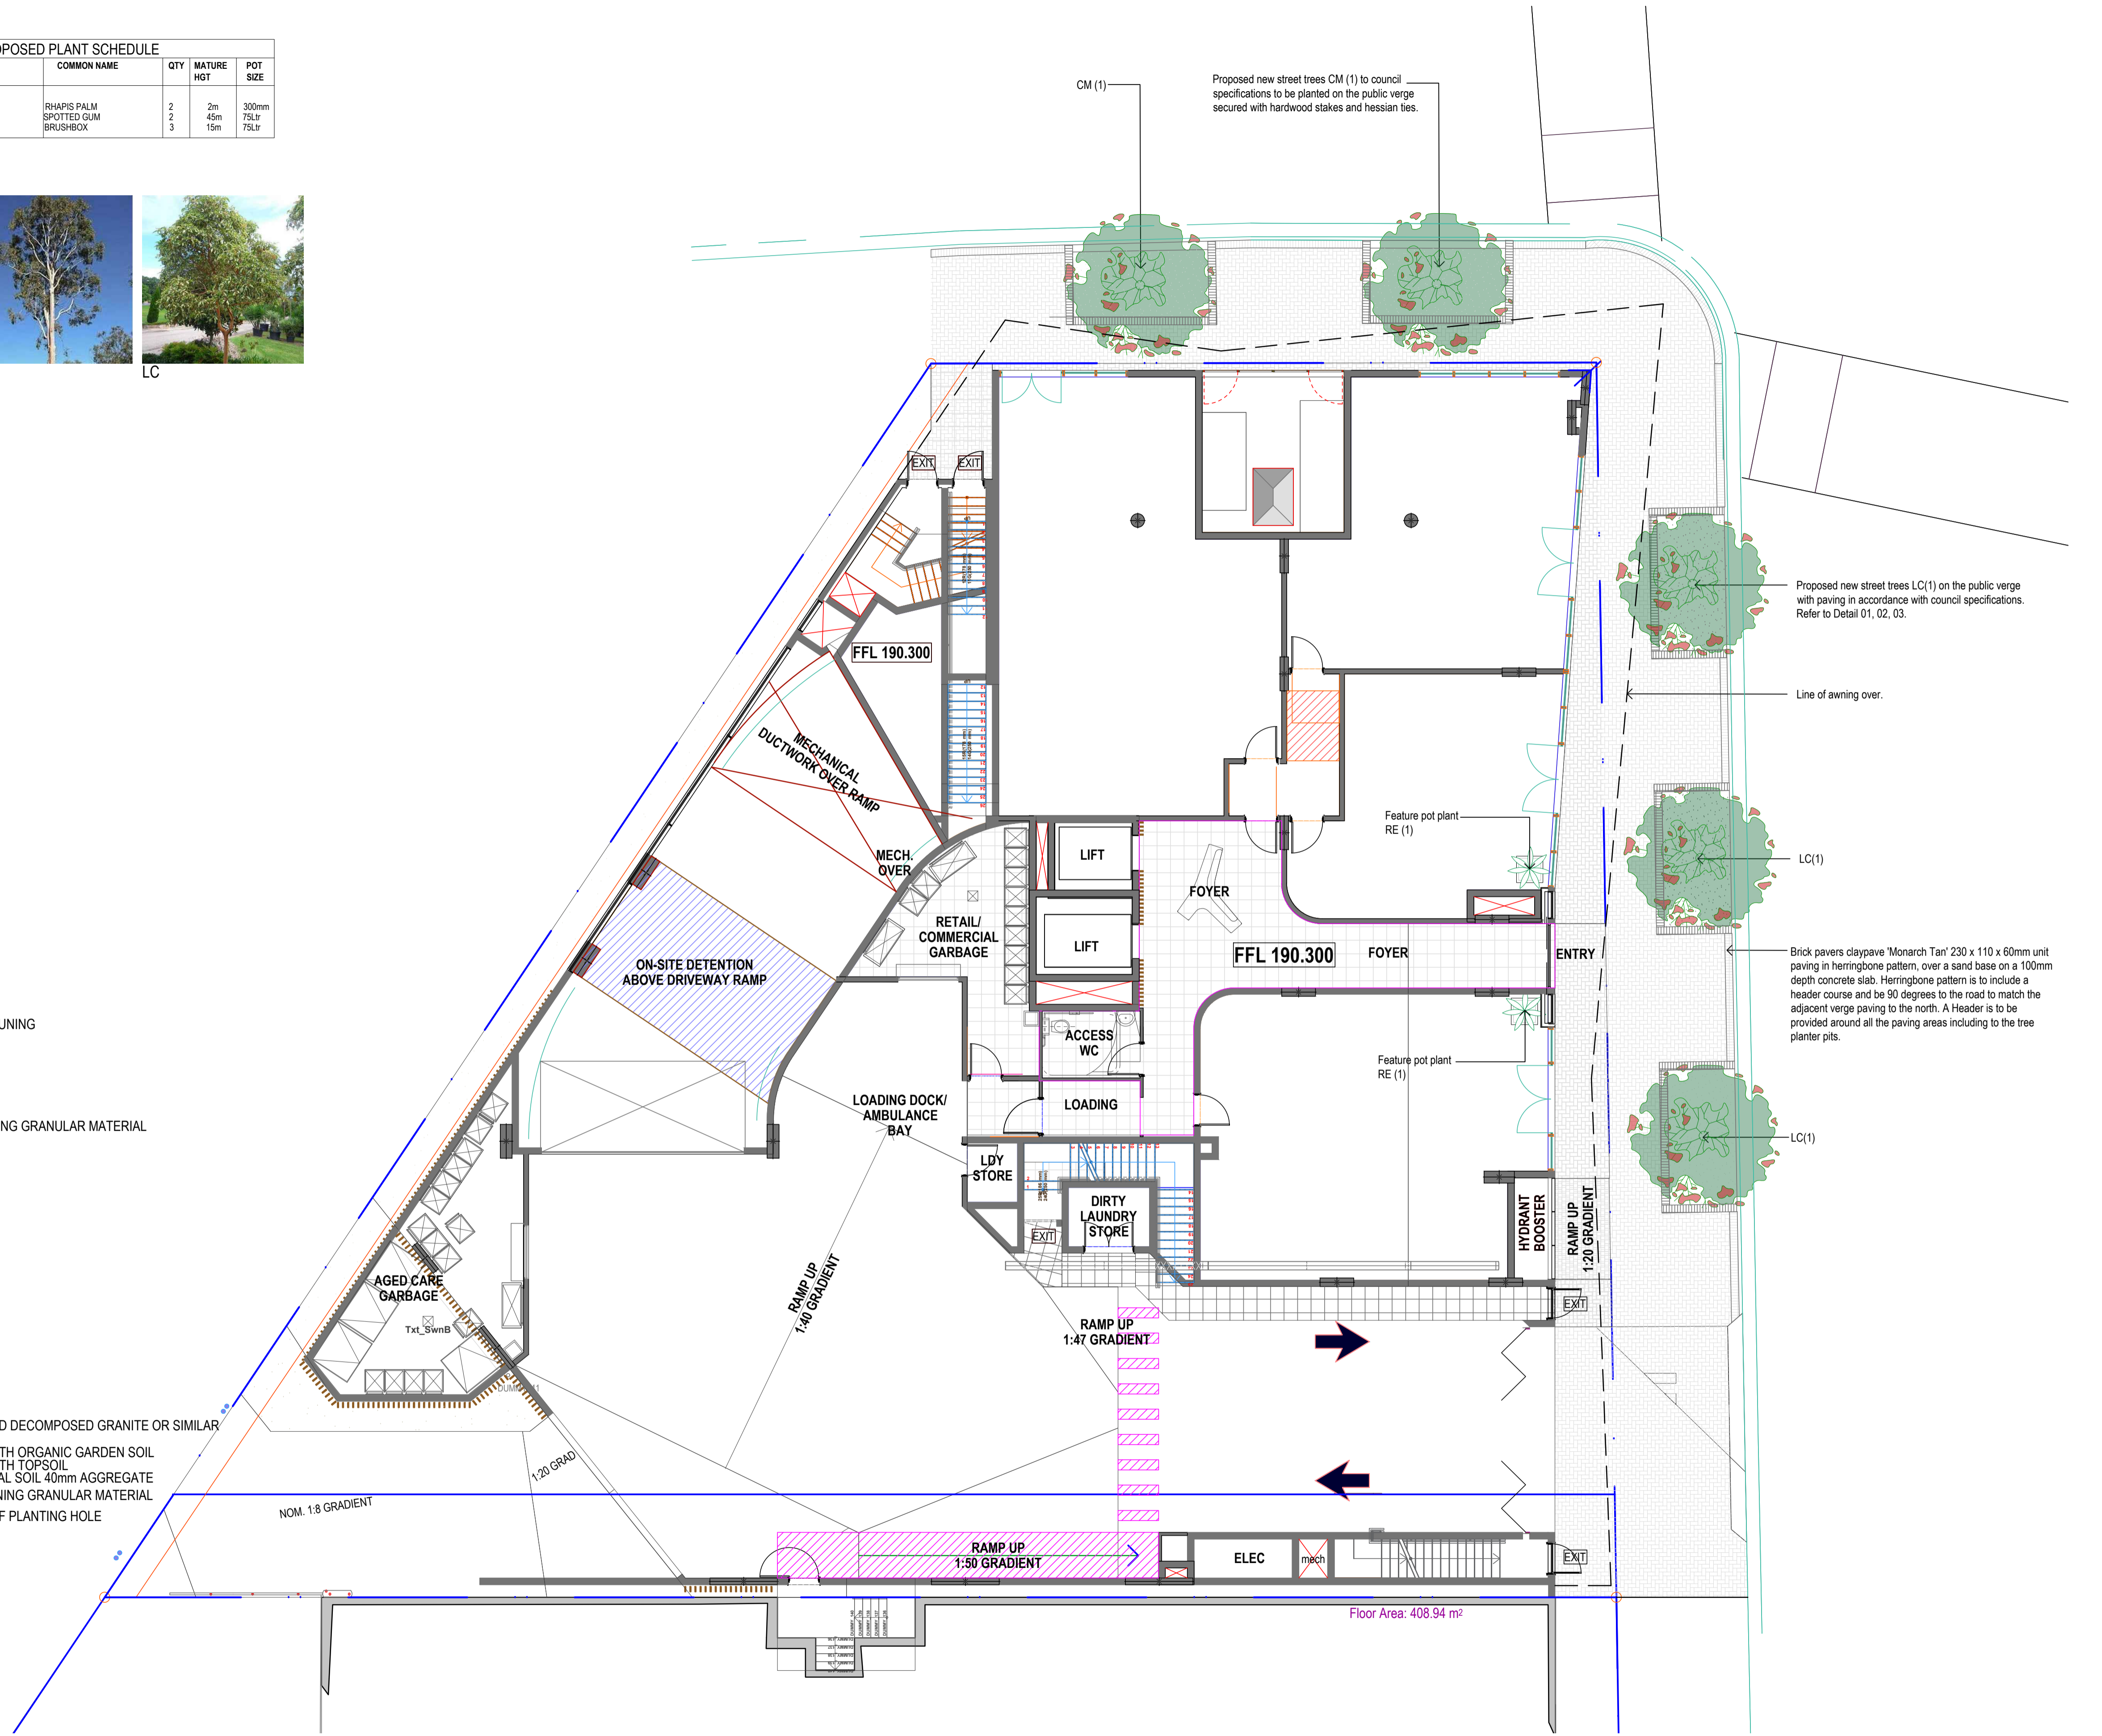 OPOSED PLANT SCHEDULE
COMMON NAME QTY MATURE HGT POT SIZE
RHAPIS PALM 2 2m 300mm
SPOTTED GUM 2 45m 75Ltr
BRUSHBOX 3 15m 75Ltr
LC
CM (1)
Proposed new street trees CM (1) to council
specifications to be planted on the public verge
secured with hardwood stakes and hessian ties.
EXIT
EXIT
FFL 190.300
MECHANICAL
DUCTWORK OVER RAMP
MECH.
OVER
Proposed new street trees LC(1) on the public verge
with paving in accordance with council specifications.
Refer to Detail 01, 02, 03.
Line of awning over.
Feature pot plant
RE (1)
LC(1)
LIFT
FOYER
RETAIL/
COMMERCIAL
GARBAGE
LIFT
FFL 190.300
FOYER
ENTRY
ON-SITE DETENTION
ABOVE DRIVEWAY RAMP
Brick pavers claypave 'Monarch Tan' 230 x 110 x 60mm unit
paving in herringbone pattern, over a sand base on a 100mm
depth concrete slab. Herringbone pattern is to include a
header course and be 90 degrees to the road to match the
adjacent verge paving to the north. A Header is to be
provided around all the paving areas including to the tree
planter pits.
UNING
ACCESS
WC
Feature pot plant
RE (1)
LOADING DOCK/
AMBULANCE
BAY
LOADING
NG GRANULAR MATERIAL
LC(1)
LDY
STORE
DIRTY
LAUNDRY
STORE
EXIT
HYDRANT
BOOSTER
RAMP UP
1:20 GRADIENT
AGED CARE
GARBAGE
Txt_SwnB
RAMP UP
1:40 GRADIENT
RAMP UP
1:47 GRADIENT
EXIT
D DECOMPOSED GRANITE OR SIMILAR
TH ORGANIC GARDEN SOIL
TH TOPSOIL
AL SOIL 40mm AGGREGATE
NING GRANULAR MATERIAL
F PLANTING HOLE
1:20 GRAD
NOM. 1:8 GRADIENT
RAMP UP
1:50 GRADIENT
ELEC
mech
EXIT
Floor Area: 408.94 m2